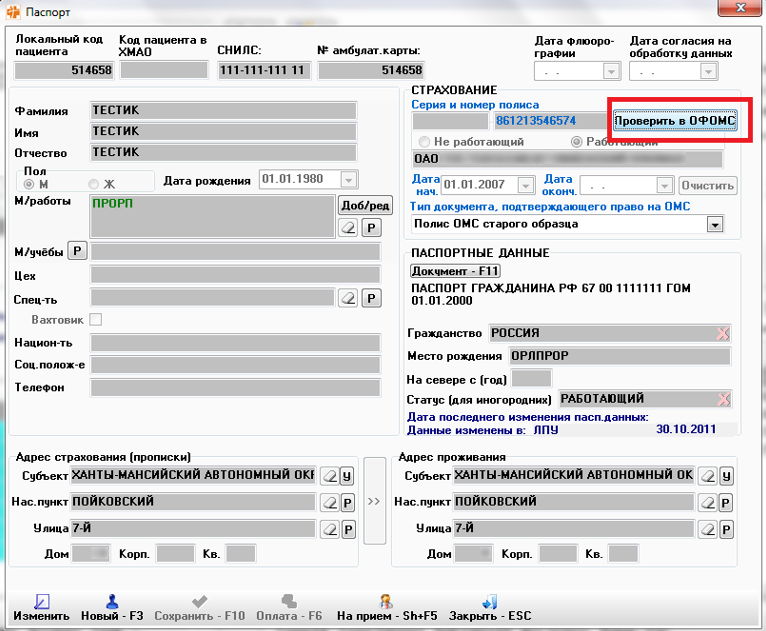 Паспорт
Локальный код пациента
Код пациента в ХМАО
СНИЛС:
№ амбулат.карты:
Дата флюоро-графии
Дата согласия на обработку данных
514658
111-111-111 11
514658
. .
. .
СТРАХОВАНИЕ
Серия и номер полиса
861213546574
Проверить в ОФОМС
Не работающий
Работающий
ОАО
Дата нач.
01.01.2007
Дата оконч.
. .
Очистить
Тип документа, подтверждающего право на ОМС
Полис ОМС старого образца
Фамилия
ТЕСТИК
Имя
ТЕСТИК
Отчество
ТЕСТИК
Пол
М
Ж
Дата рождения
01.01.1980
М/работы
ПРОРП
Доб/ред
Р
М/учёбы
Р
Цех
Спец-ть
Р
Вахтовик
Национ-ть
Соц.полож-е
Телефон
ПАСПОРТНЫЕ ДАННЫЕ
Документ - F11
ПАСПОРТ ГРАЖДАНИНА РФ 67 00 1111111 ГОМ
01.01.2000
Гражданство
РОССИЯ
Место рождения
ОРЛПРОР
На севере с (год)
Статус (для иногородних)
РАБОТАЮЩИЙ
Дата последнего изменения пасп.данных:
Данные изменены в: ЛПУ
30.10.2011
Адрес страхования (прописки)
Субъект
ХАНТЫ-МАНСИЙСКИЙ АВТОНОМНЫЙ ОКР
У
Нас.пункт
ПОЙКОВСКИЙ
Р
Улица
7-Й
Р
Дом
Корп.
Кв.
>>
Адрес проживания
Субъект
ХАНТЫ-МАНСИЙСКИЙ АВТОНОМНЫЙ ОК
У
Нас.пункт
ПОЙКОВСКИЙ
Р
Улица
7-Й
Р
Дом
Корп.
Кв.
Изменить
Новый - F3
Сохранить - F10
Оплата - F6
На прием - Sh+F5
Закрыть - ESC